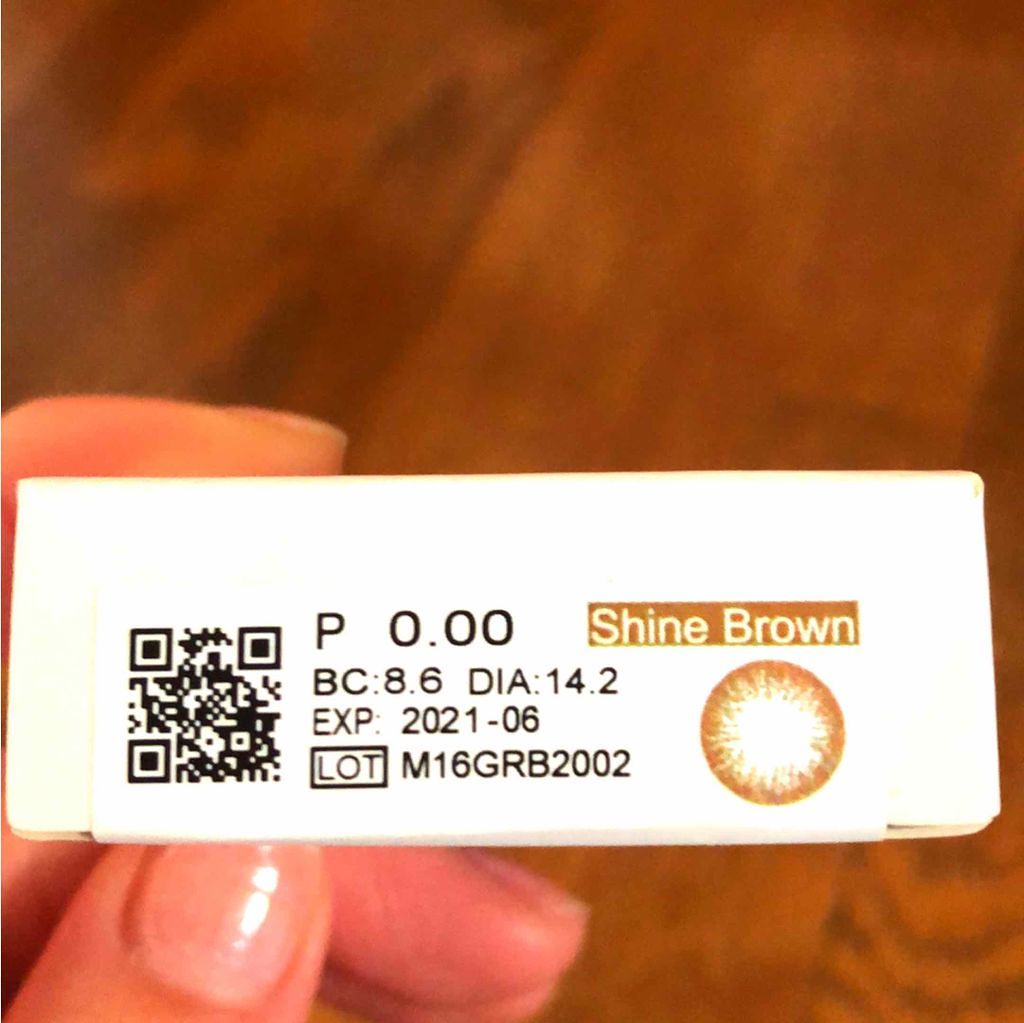 P 0.00
Shine Brown
BC:8.6 DIA:14.2
EXP: 2021-06
LOT M16GRB2002